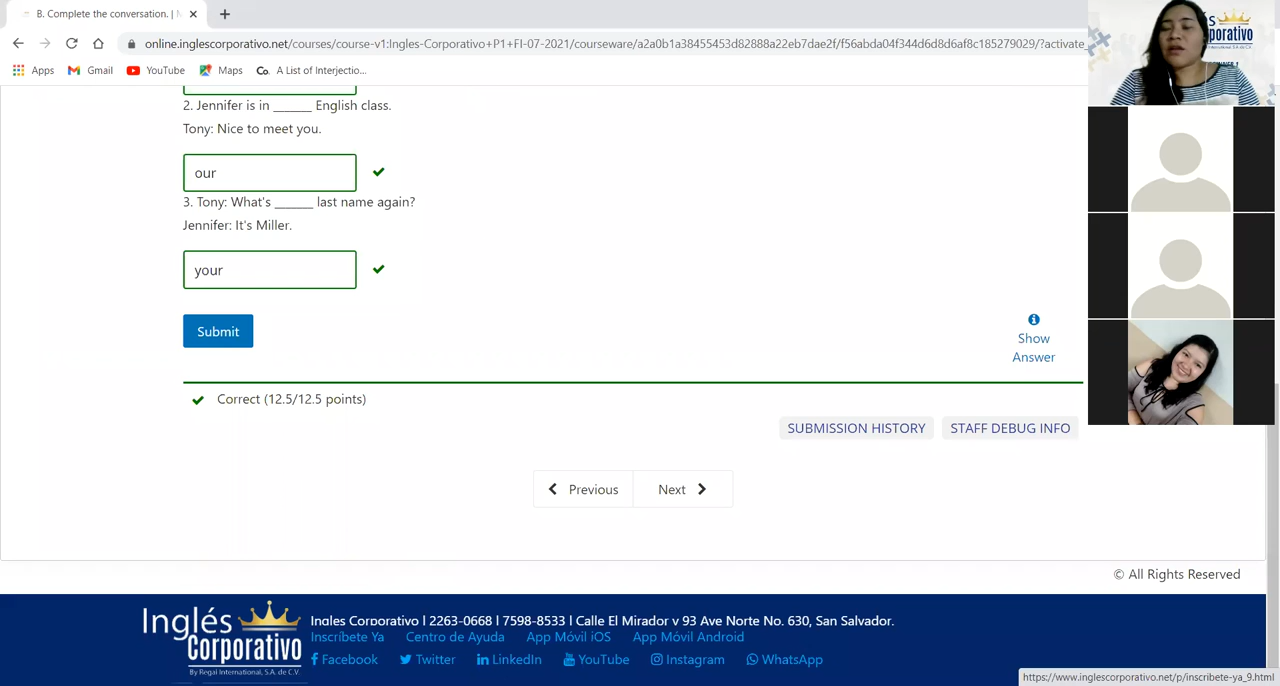 B. Complete the conversation. | N
online.inglescorporativo.net/courses/course-v1:Ingles-Corporativo+P1+FI-07-2021/courseware/a2a0b1a38455453d82888a22eb7dae2f/f56abda04f344d6d8d6af8c185279029/?activate_
Apps Gmail YouTube Maps Co. A List of Interjectio...
2. Jennifer is in ______ English class.
Tony: Nice to meet you.
our
3. Tony: What's ______ last name again?
Jennifer: It's Miller.
your
Submit
Show
Answer
Correct (12.5/12.5 points)
SUBMISSION HISTORY STAFF DEBUG INFO
Previous Next
© All Rights Reserved
Inglés
Corporativo
By Regal International, S.A. de C.V.
Ingles Corporativo | 2263-0668 | 7598-8533 | Calle El Mirador y 93 Ave Norte No. 630, San Salvador.
Inscríbete Ya Centro de Ayuda App Móvil iOS App Móvil Android
Facebook Twitter LinkedIn YouTube Instagram WhatsApp
https://www.inglescorporativo.net/p/inscribete-ya_9.html